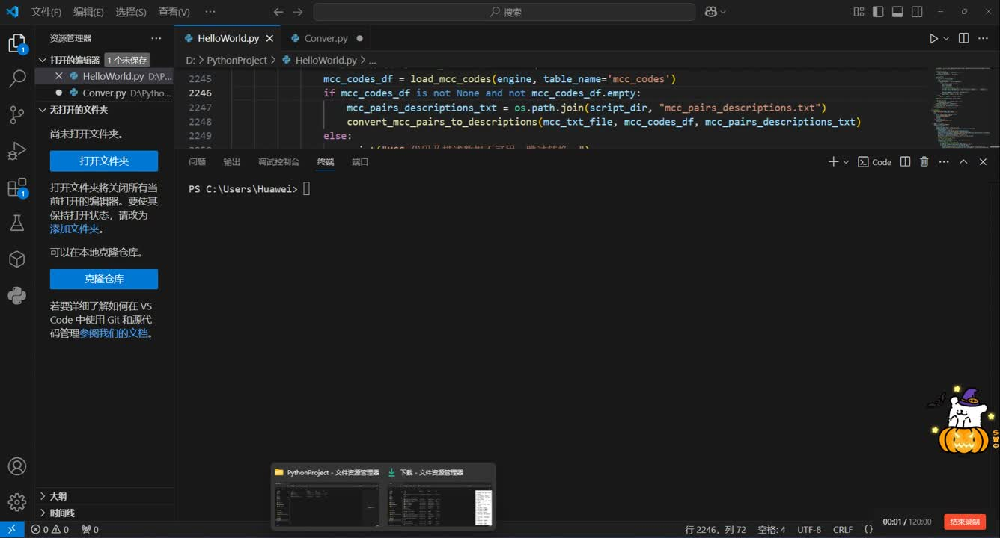 文件(F) 编辑(E) 选择(S) 查看(V) ··· 搜索
资源管理器 ···
HelloWorld.py Conver.py
打开的编辑器 1 个未保存
HelloWorld.py D:\P...
Conver.py D:\Pytho...
无打开的文件夹
尚未打开文件夹。
打开文件夹
打开文件夹将关闭所有当
前打开的编辑器。要使其
保持打开状态，请改为
添加文件夹。
可以在本地克隆仓库。
克隆仓库
若要详细了解如何在 VS
Code 中使用 Git 和源代
码管理参阅我们的文档。
大纲
时间线
1
1
D: > PythonProject > HelloWorld.py > ...
2245 mcc_codes_df = load_mcc_codes(engine, table_name='mcc_codes')
2246 if mcc_codes_df is not None and not mcc_codes_df.empty:
2247 mcc_pairs_descriptions_txt = os.path.join(script_dir, "mcc_pairs_descriptions.txt")
2248 convert_mcc_pairs_to_descriptions(mcc_txt_file, mcc_codes_df, mcc_pairs_descriptions_txt)
2249 else:
问题 输出 调试控制台 终端 端口 Code
PS C:\Users\Huawei>
PythonProject - 文件资源管理器 下载 - 文件资源管理器
0 0 0
行 2246，列 72 空格: 4 UTF-8 CRLF {}
00:01 / 120:00 结束录制